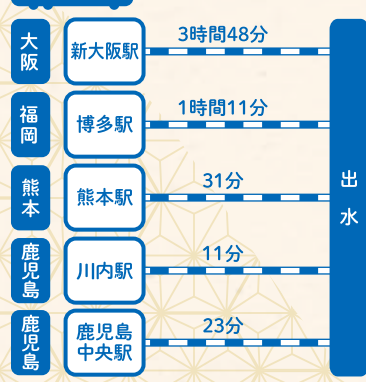 大阪
新大阪駅
3時間48分
福岡
博多駅
1時間11分
熊本
熊本駅
31分
鹿児島
川内駅
11分
鹿児島
鹿児島
中央駅
23分
出水